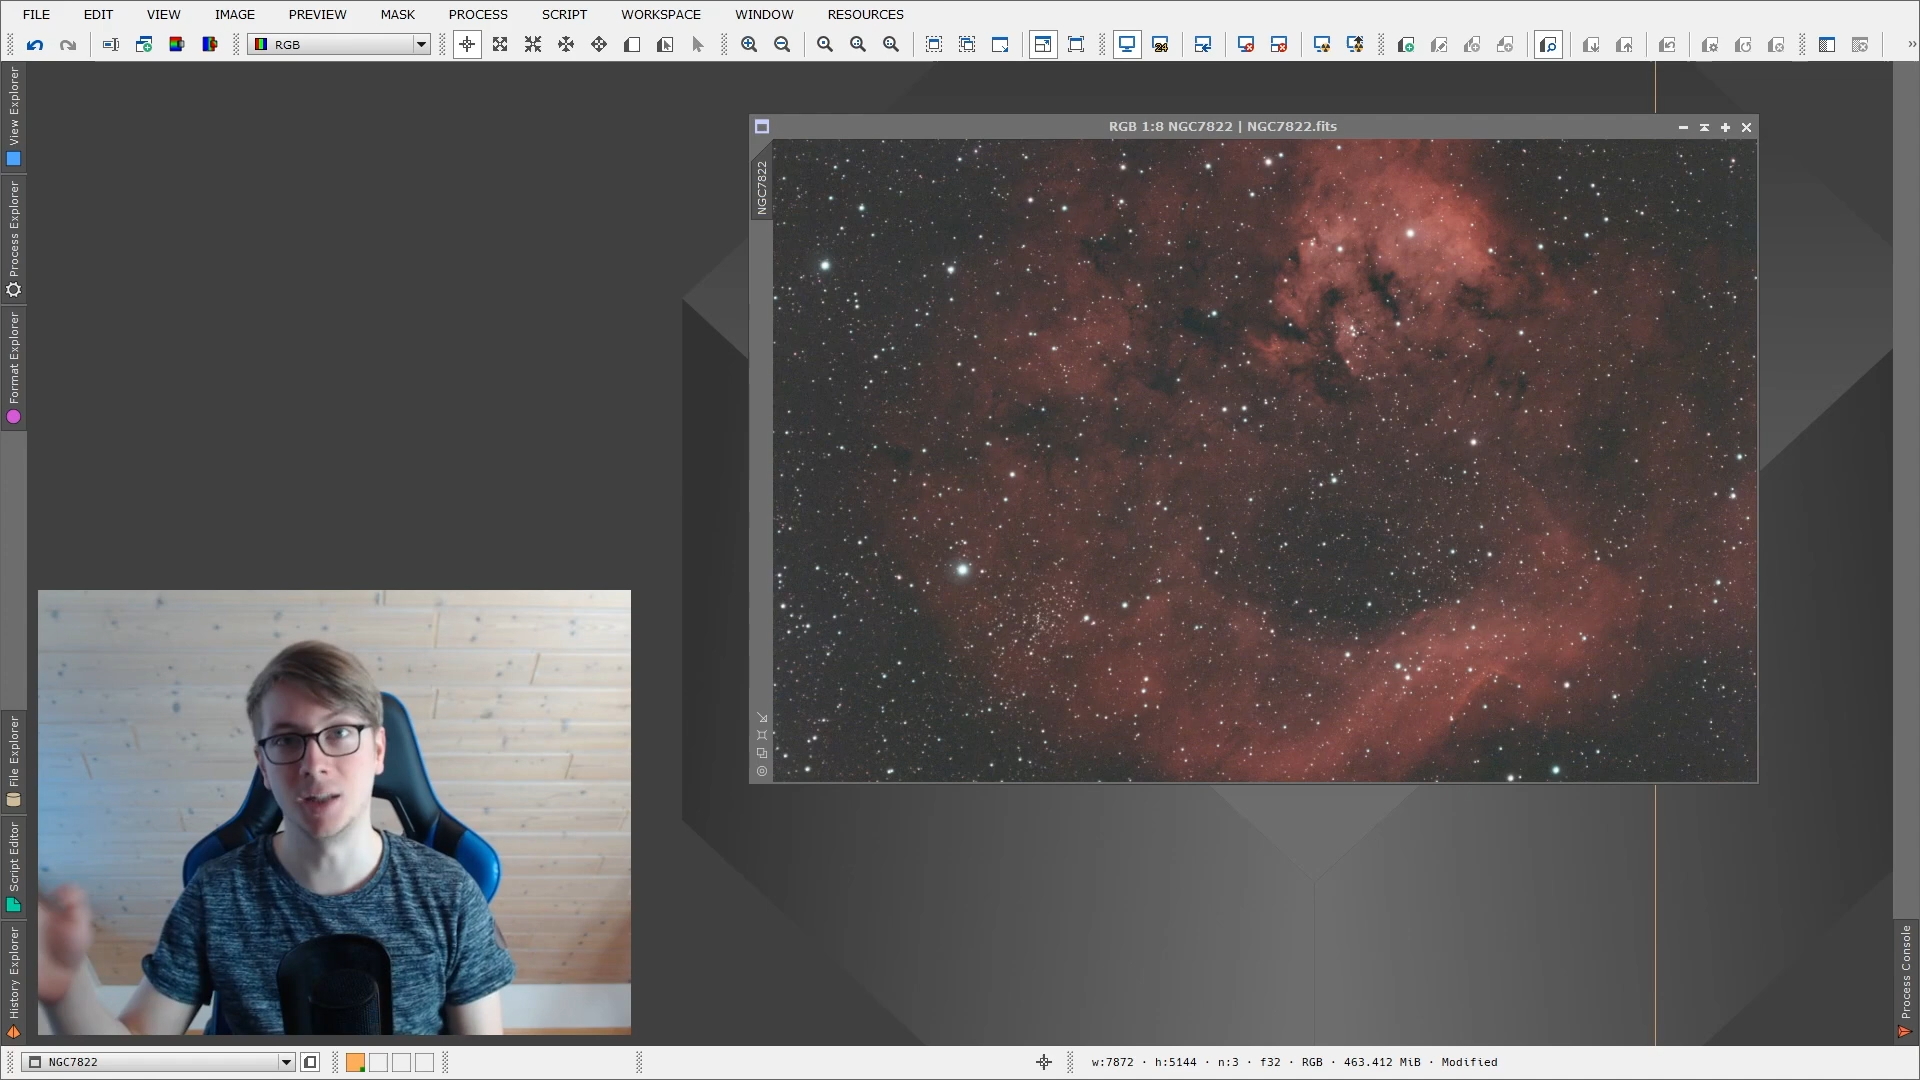 FILE EDIT VIEW IMAGE PREVIEW MASK PROCESS SCRIPT WORKSPACE WINDOW RESOURCES
RGB
24
View Explorer
Process Explorer
Format Explorer
File Explorer
Script Editor
History Explorer
RGB 1:8 NGC7822 | NGC7822.fits
NGC7822
Process Console
NGC7822
w:7872 · h:5144 · n:3 · f32 · RGB · 463.412 MiB · Modified